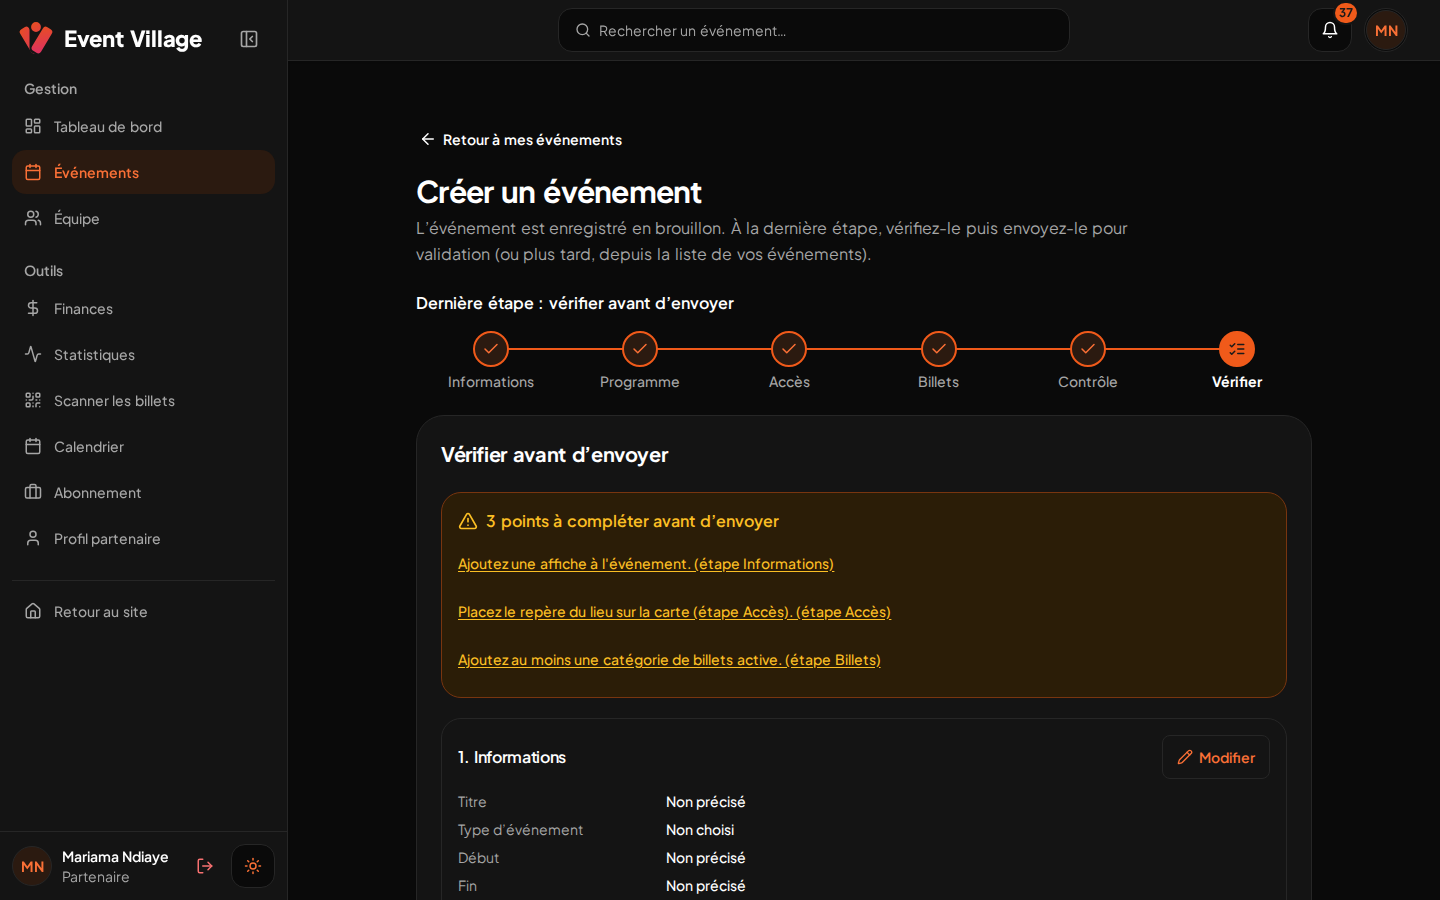 Event Village
Rechercher un événement...
37
MN
Gestion
Tableau de bord
Événements
Équipe
Outils
Finances
Statistiques
Scanner les billets
Calendrier
Abonnement
Profil partenaire
Retour au site
MN
Mariama Ndiaye
Partenaire
Retour à mes événements
Créer un événement
L’événement est enregistré en brouillon. À la dernière étape, vérifiez-le puis envoyez-le pour
validation (ou plus tard, depuis la liste de vos événements).
Dernière étape : vérifier avant d’envoyer
Informations
Programme
Accès
Billets
Contrôle
Vérifier
Vérifier avant d’envoyer
3 points à compléter avant d’envoyer
Ajoutez une affiche à l'événement. (étape Informations)
Placez le repère du lieu sur la carte (étape Accès). (étape Accès)
Ajoutez au moins une catégorie de billets active. (étape Billets)
1. Informations
Modifier
Titre Non précisé
Type d’événement Non choisi
Début Non précisé
Fin Non précisé